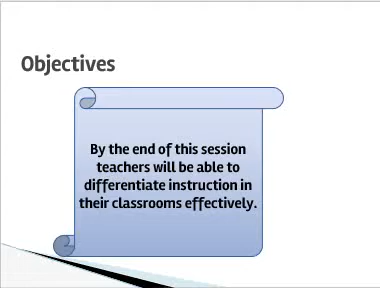 Objectives
By the end of this session
teachers will be able to
differentiate instruction in
their classrooms effectively.